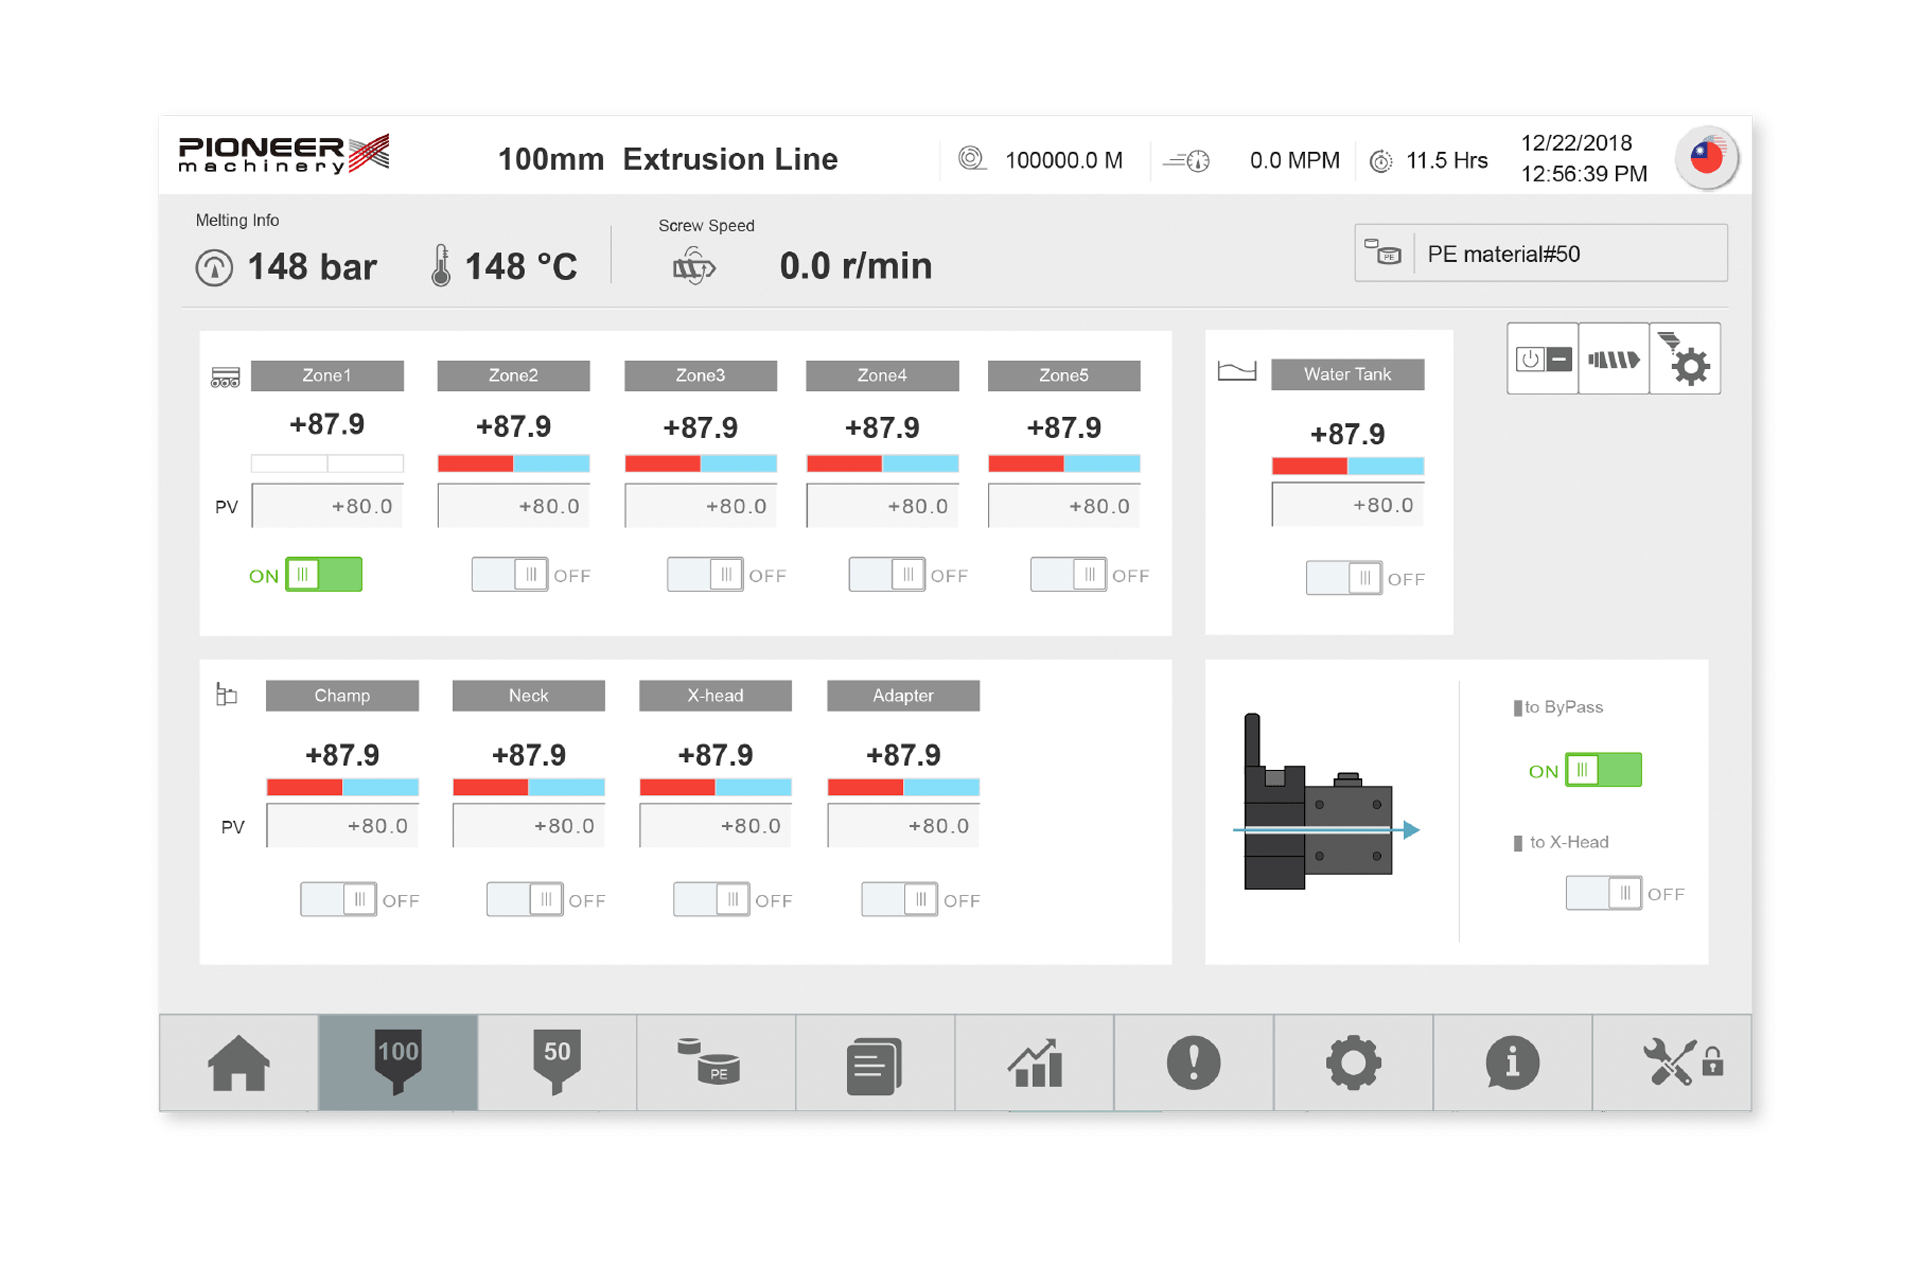 PIONEER
machinery
100mm Extrusion Line
100000.0 M
0.0 MPM
11.5 Hrs
12/22/2018
12:56:39 PM
Melting Info
148 bar
148 °C
Screw Speed
0.0 r/min
PE
PE material#50
Zone1
Zone2
Zone3
Zone4
Zone5
+87.9
+87.9
+87.9
+87.9
+87.9
PV
+80.0
+80.0
+80.0
+80.0
+80.0
ON
OFF
OFF
OFF
OFF
Water Tank
+87.9
+80.0
OFF
Champ
Neck
X-head
Adapter
+87.9
+87.9
+87.9
+87.9
PV
+80.0
+80.0
+80.0
+80.0
OFF
OFF
OFF
OFF
to ByPass
ON
to X-Head
OFF
100
50
PE